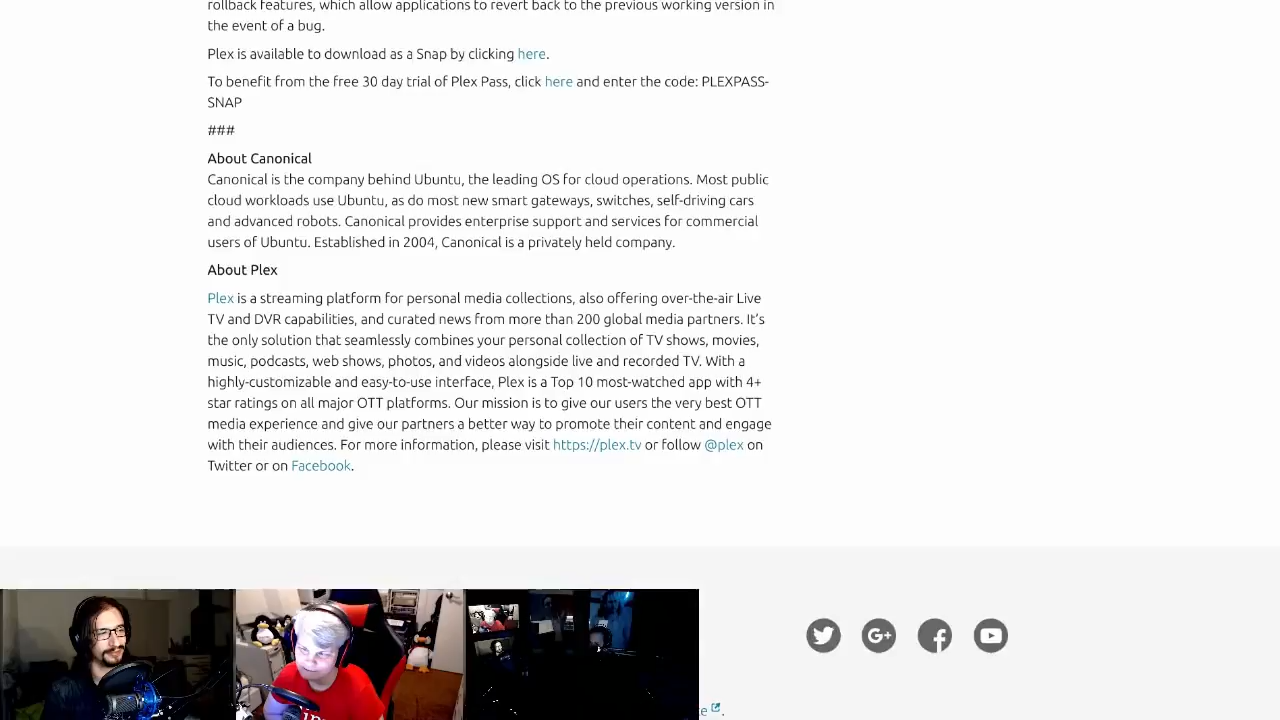 rollback features, which allow applications to revert back to the previous working version in
the event of a bug.
Plex is available to download as a Snap by clicking here.
To benefit from the free 30 day trial of Plex Pass, click here and enter the code: PLEXPASS-
SNAP
###
About Canonical
Canonical is the company behind Ubuntu, the leading OS for cloud operations. Most public
cloud workloads use Ubuntu, as do most new smart gateways, switches, self-driving cars
and advanced robots. Canonical provides enterprise support and services for commercial
users of Ubuntu. Established in 2004, Canonical is a privately held company.
About Plex
Plex is a streaming platform for personal media collections, also offering over-the-air Live
TV and DVR capabilities, and curated news from more than 200 global media partners. It’s
the only solution that seamlessly combines your personal collection of TV shows, movies,
music, podcasts, web shows, photos, and videos alongside live and recorded TV. With a
highly-customizable and easy-to-use interface, Plex is a Top 10 most-watched app with 4+
star ratings on all major OTT platforms. Our mission is to give our users the very best OTT
media experience and give our partners a better way to promote their content and engage
with their audiences. For more information, please visit https://plex.tv or follow @plex on
Twitter or on Facebook.
G+